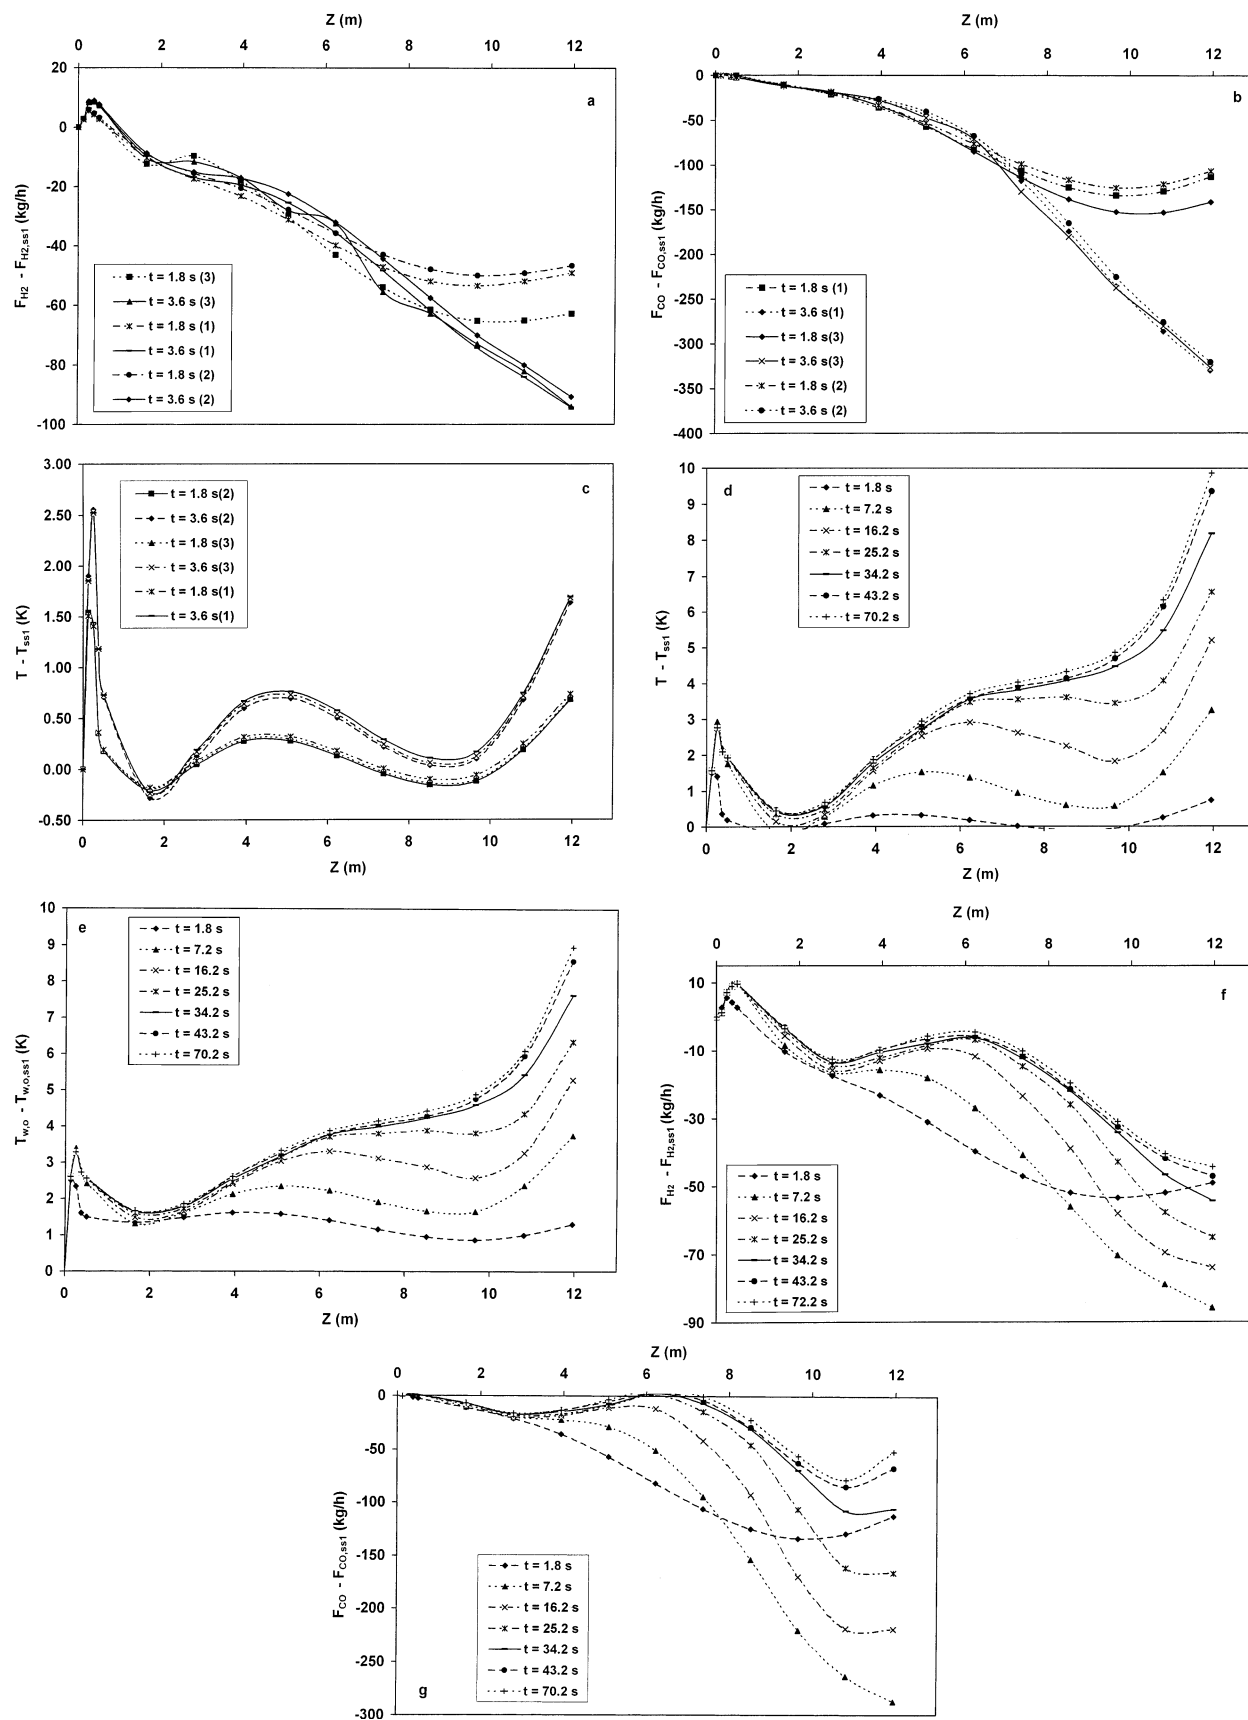 Z (m)
0 2 4 6 8 10 12
20
0
-20
-40
-60
-80
-100
F_H2 - F_H2,ss1 (kg/h)
a
t = 1.8 s (3)
t = 3.6 s (3)
t = 1.8 s (1)
t = 3.6 s (1)
t = 1.8 s (2)
t = 3.6 s (2)
Z (m)
0 2 4 6 8 10 12
0
-50
-100
-150
-200
-250
-300
-350
-400
F_CO - F_CO,ss1 (kg/h)
b
t = 1.8 s (1)
t = 3.6 s(1)
t = 1.8 s(3)
t = 3.6 s(3)
t = 1.8 s (2)
t = 3.6 s (2)
3.00
2.50
2.00
1.50
1.00
0.50
0.00
-0.50
T - T_ss1 (K)
c
t = 1.8 s(2)
t = 3.6 s(2)
t = 1.8 s(3)
t = 3.6 s(3)
t = 1.8 s(1)
t = 3.6 s(1)
0 2 4 6 8 10 12
Z (m)
10
9
8
7
6
5
4
3
2
1
0
T - T_ss1 (K)
d
t = 1.8 s
t = 7.2 s
t = 16.2 s
t = 25.2 s
t = 34.2 s
t = 43.2 s
t = 70.2 s
0 2 4 6 8 10 12
Z (m)
10
9
8
7
6
5
4
3
2
1
0
T_w,o - T_w,o,ss1 (K)
e
t = 1.8 s
t = 7.2 s
t = 16.2 s
t = 25.2 s
t = 34.2 s
t = 43.2 s
t = 70.2 s
0 2 4 6 8 10 12
Z (m)
Z (m)
0 2 4 6 8 10 12
10
-10
-30
-50
-70
-90
F_H2 - F_H2,ss1 (kg/h)
f
t = 1.8 s
t = 7.2 s
t = 16.2 s
t = 25.2 s
t = 34.2 s
t = 43.2 s
t = 72.2 s
Z (m)
0 2 4 6 8 10 12
0
-50
-100
-150
-200
-250
-300
F_CO - F_CO,ss1 (kg/h)
g
t = 1.8 s
t = 7.2 s
t = 16.2 s
t = 25.2 s
t = 34.2 s
t = 43.2 s
t = 70.2 s